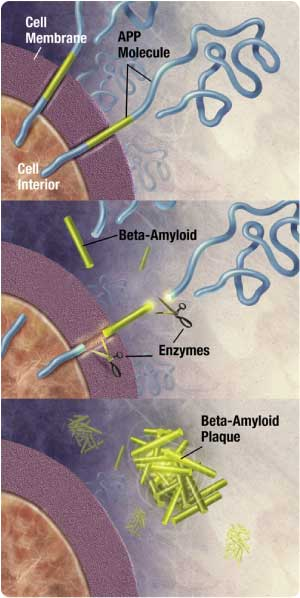 Cell
Membrane
APP
Molecule
Cell
Interior
Beta-Amyloid
Enzymes
Beta-Amyloid
Plaque